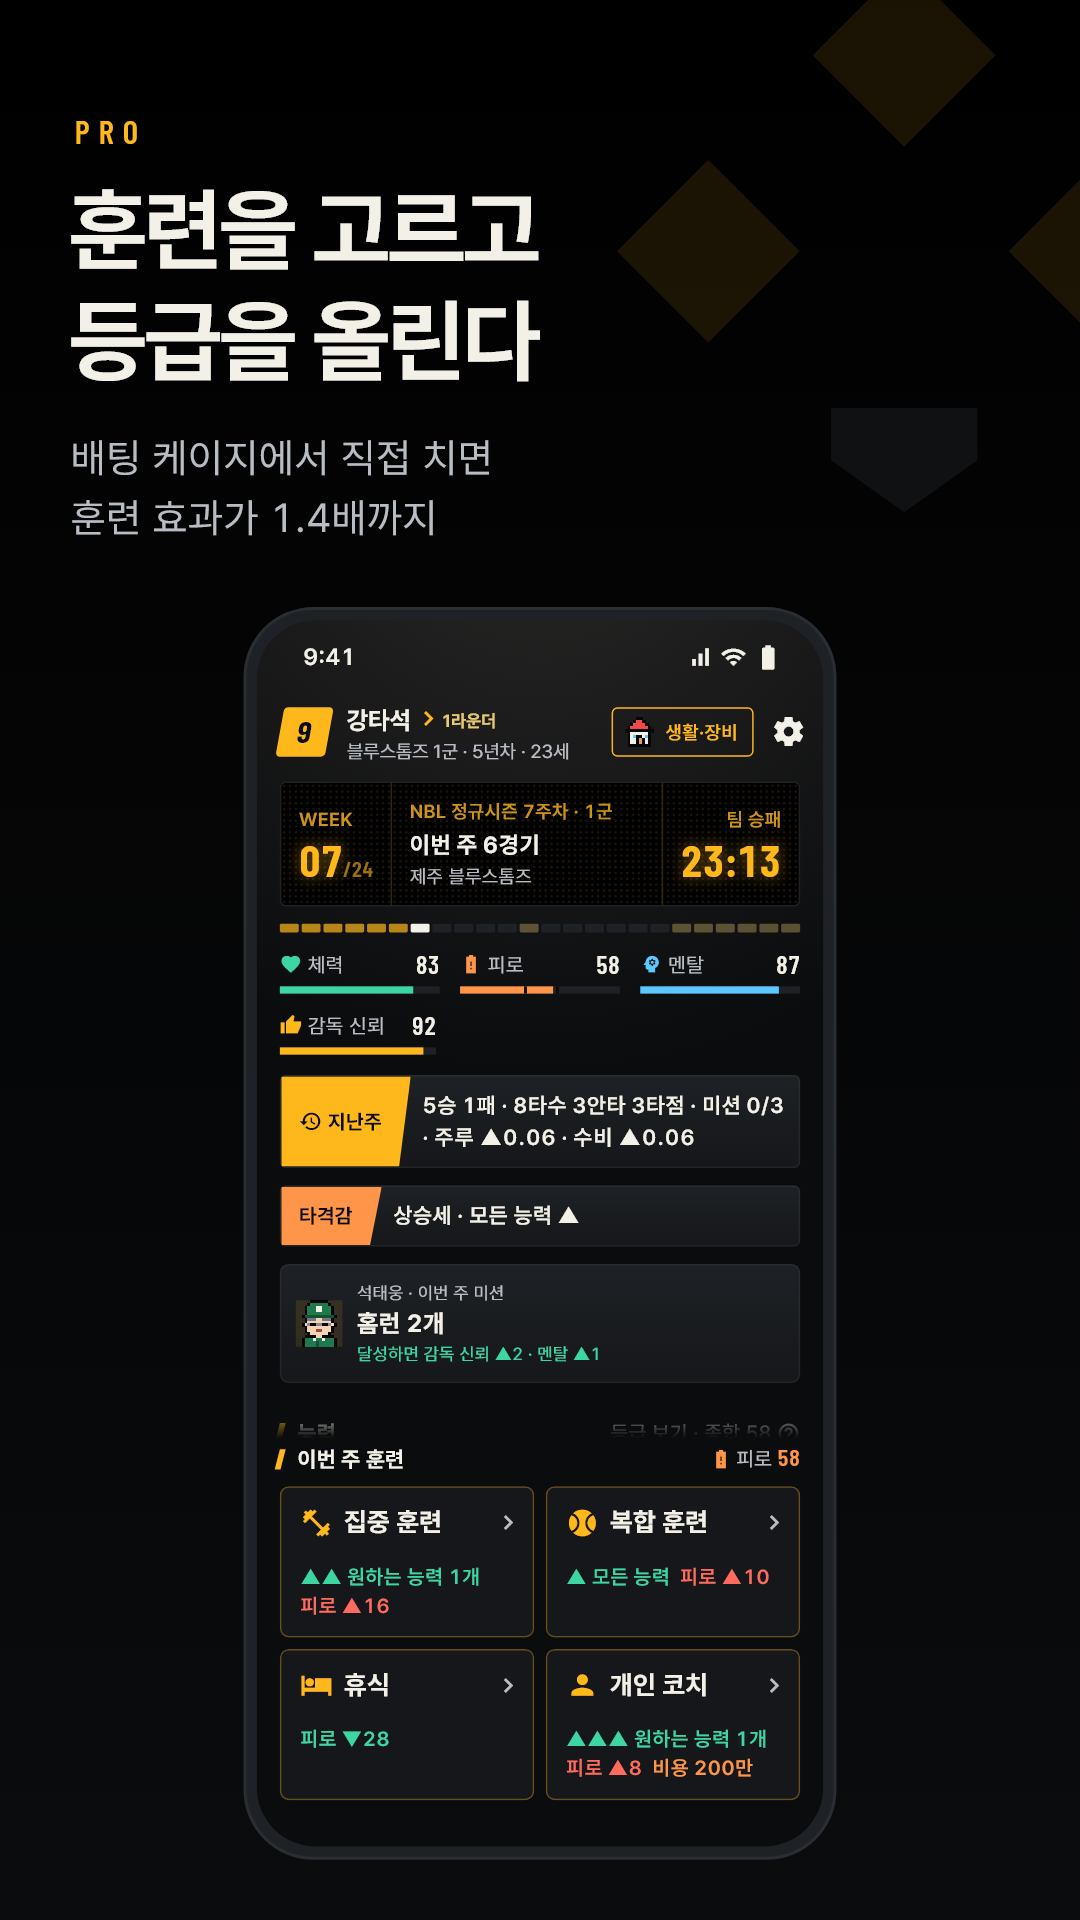 PRO
훈련을 고르고
등급을 올린다
배팅 케이지에서 직접 치면
훈련 효과가 1.4배까지
9:41
9
강타석 1라운더
블루스톰즈 1군 · 5년차 · 23세
생활·장비
WEEK
07/24
NBL 정규시즌 7주차 · 1군
이번 주 6경기
제주 블루스톰즈
팀 승패
23:13
체력 83
피로 58
멘탈 87
감독 신뢰 92
지난주
5승 1패 · 8타수 3안타 3타점 · 미션 0/3
· 주루 ▲0.06 · 수비 ▲0.06
타격감
상승세 · 모든 능력 ▲
석태웅 · 이번 주 미션
홈런 2개
달성하면 감독 신뢰 ▲2 · 멘탈 ▲1
능력
등급 보기 · 종합 58
이번 주 훈련
피로 58
집중 훈련
▲▲ 원하는 능력 1개
피로 ▲16
복합 훈련
▲ 모든 능력 피로 ▲10
휴식
피로 ▼28
개인 코치
▲▲▲ 원하는 능력 1개
피로 ▲8 비용 200만